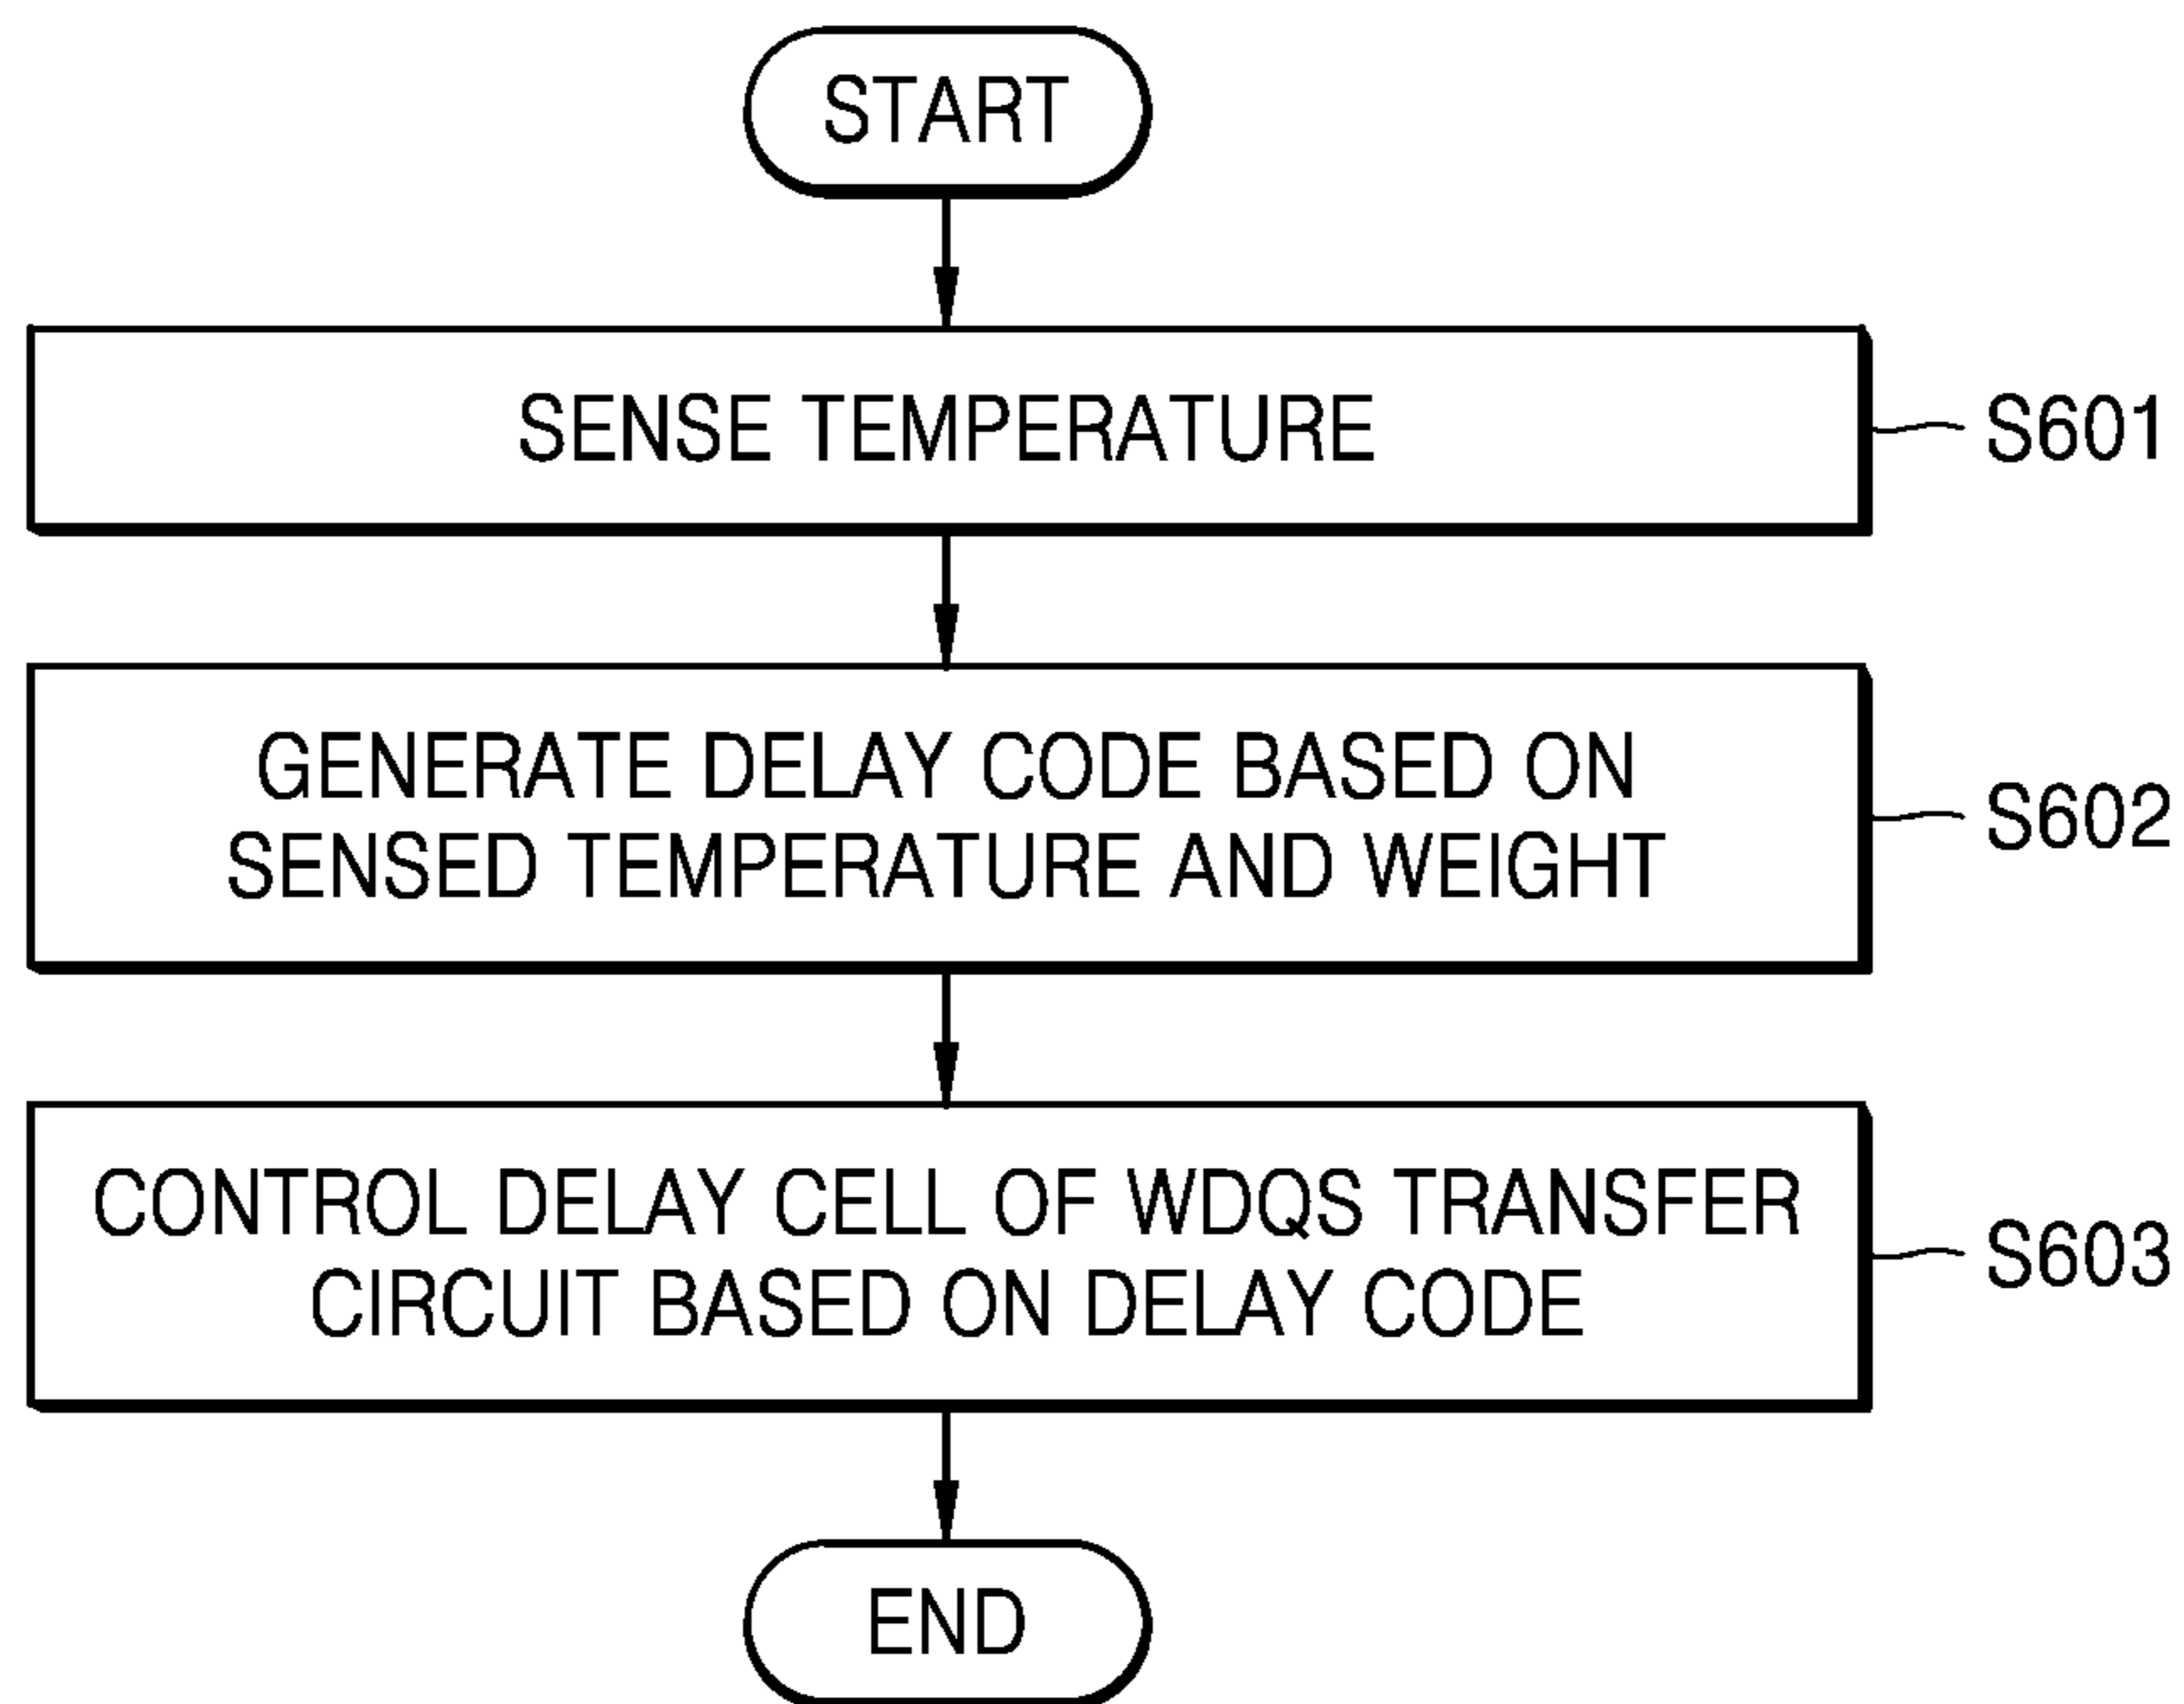 START
SENSE TEMPERATURE
S601
GENERATE DELAY CODE BASED ON
SENSED TEMPERATURE AND WEIGHT
S602
CONTROL DELAY CELL OF WDQS TRANSFER
CIRCUIT BASED ON DELAY CODE
S603
END